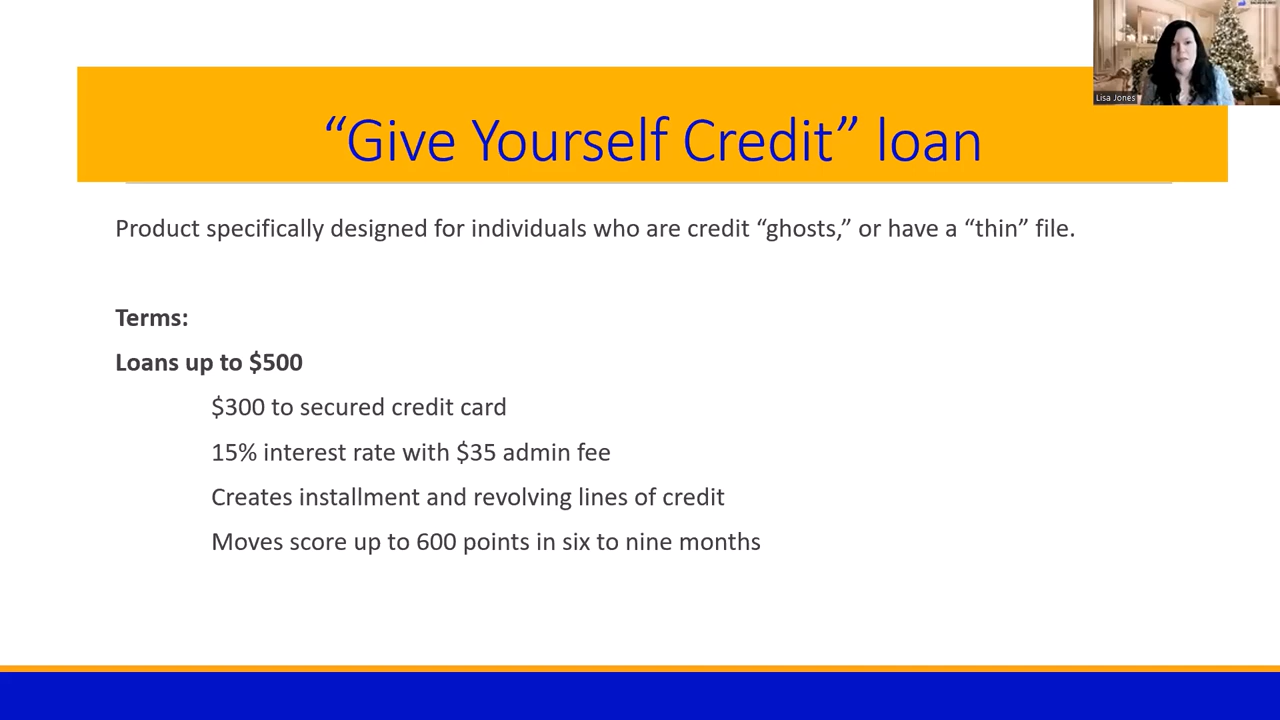 Lisa Jones
“Give Yourself Credit” loan
Product specifically designed for individuals who are credit “ghosts,” or have a “thin” file.
Terms:
Loans up to $500
$300 to secured credit card
15% interest rate with $35 admin fee
Creates installment and revolving lines of credit
Moves score up to 600 points in six to nine months